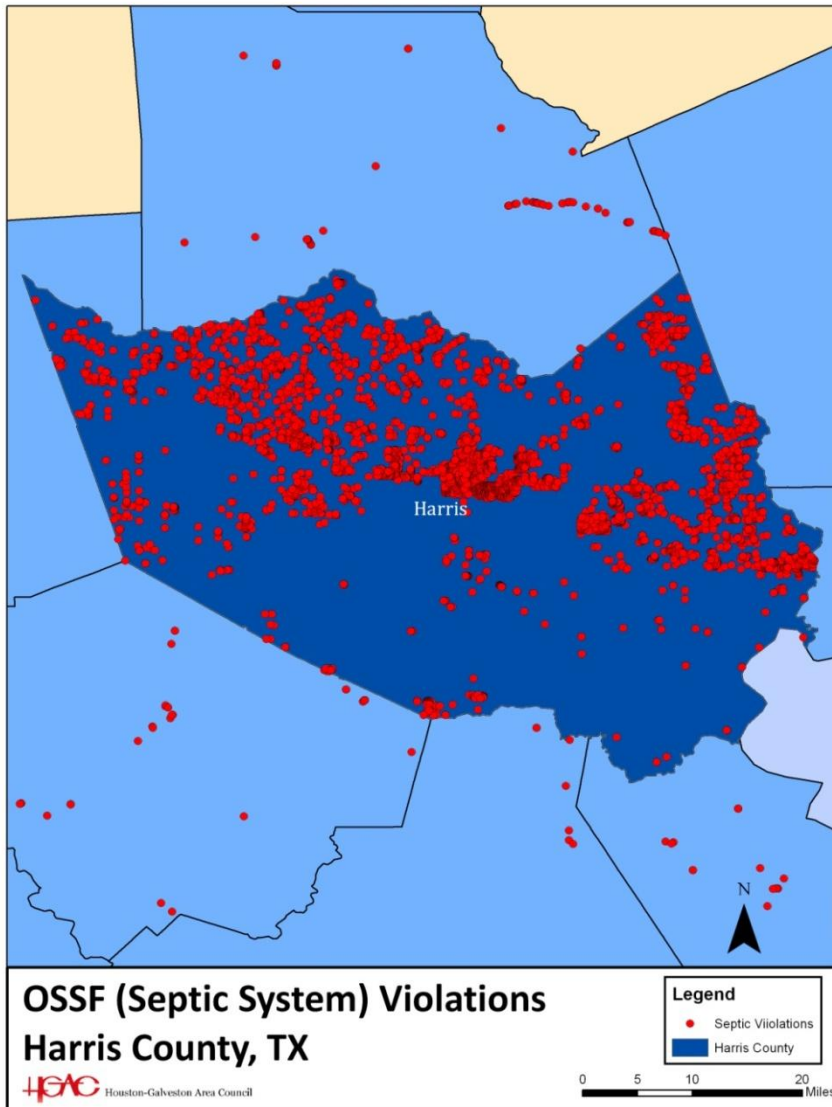 Harris
N
OSSF (Septic System) Violations
Harris County, TX
HGAC Houston-Galveston Area Council
Legend
Septic Viiolations
Harris County
0 5 10 20
Miles